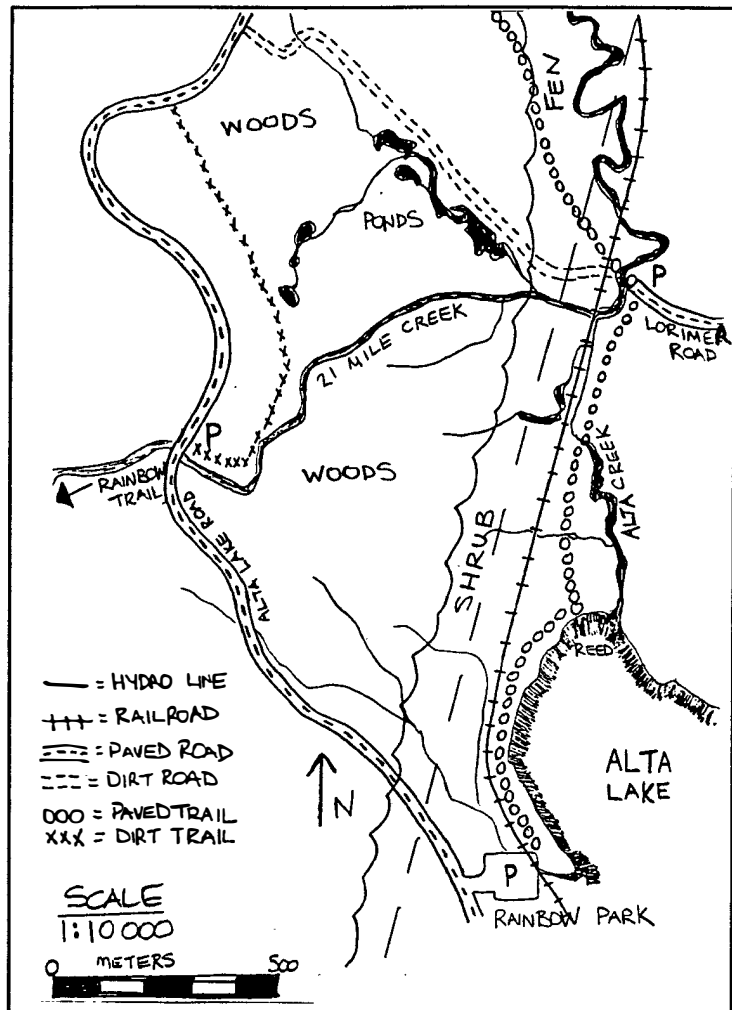 WOODS
FEN
PONDS
P
LORIMER
ROAD
21 MILE CREEK
P
RAINBOW
TRAIL
WOODS
ALTA LAKE ROAD
SHRUB
ALTA CREEK
REED
— = HYDRO LINE
= RAILROAD
= PAVED ROAD
= DIRT ROAD
OOO = PAVED TRAIL
XXX = DIRT TRAIL
N
ALTA
LAKE
P
RAINBOW PARK
SCALE
1:10 000
METERS
0 500